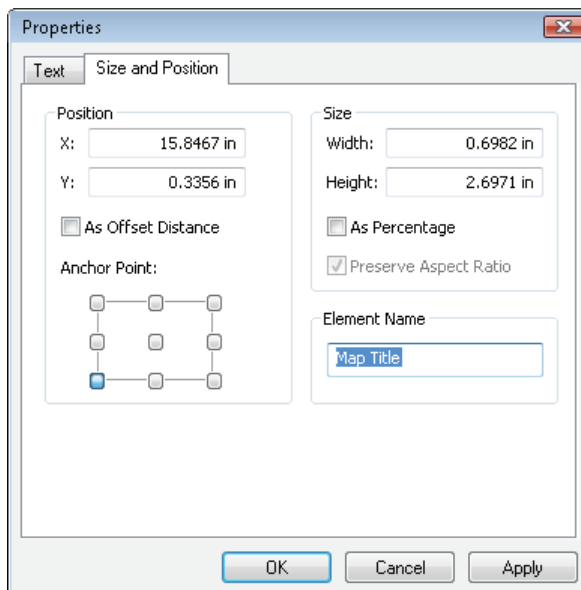 Properties
Text
Size and Position
Position
X: 15.8467 in
Y: 0.3356 in
As Offset Distance
Anchor Point:
Size
Width: 0.6982 in
Height: 2.6971 in
As Percentage
Preserve Aspect Ratio
Element Name
Map Title
OK
Cancel
Apply